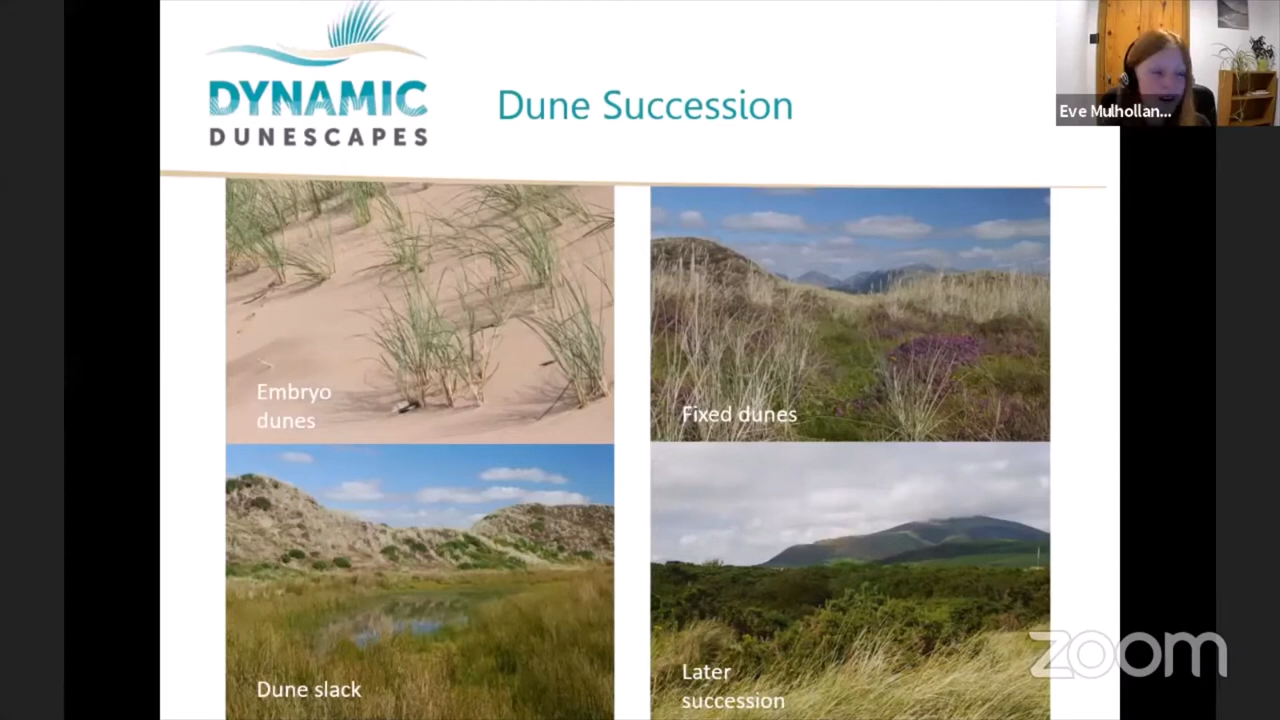 DYNAMIC
DUNESCAPES
Dune Succession
Eve Mulhollan...
Embryo
dunes
Fixed dunes
Dune slack
Later
succession
zoom